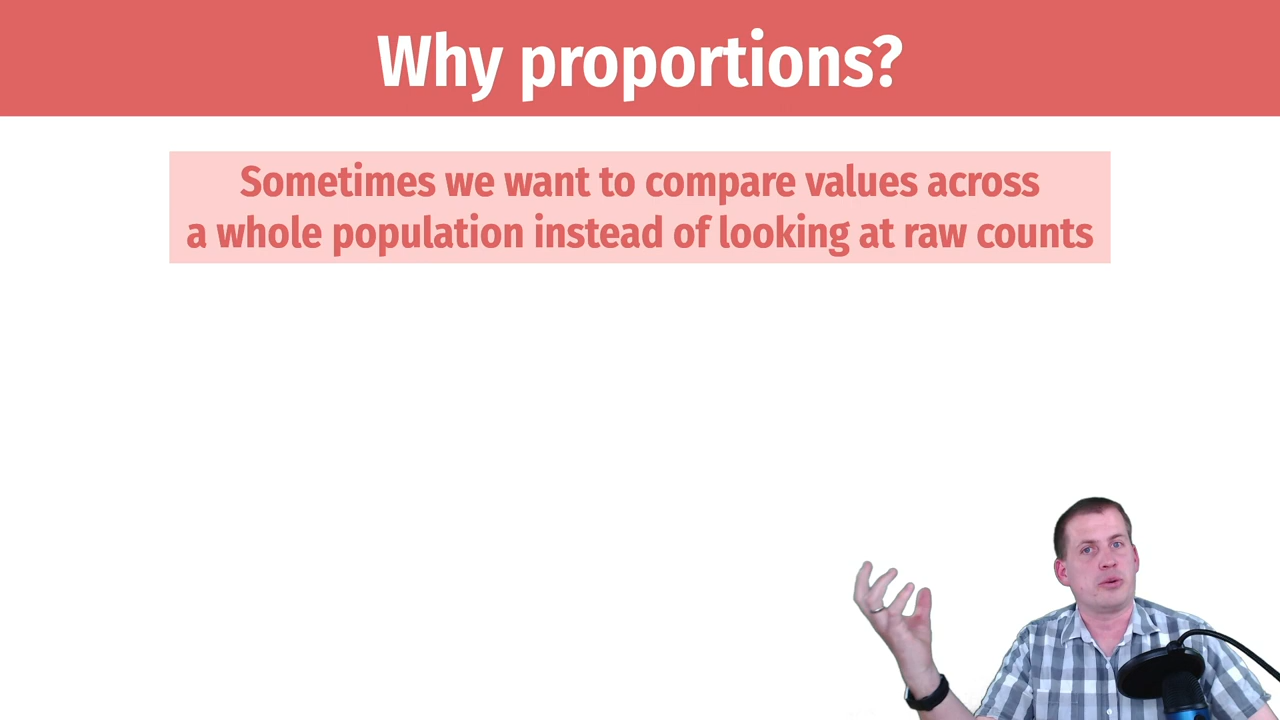 Why proportions?
Sometimes we want to compare values across
a whole population instead of looking at raw counts